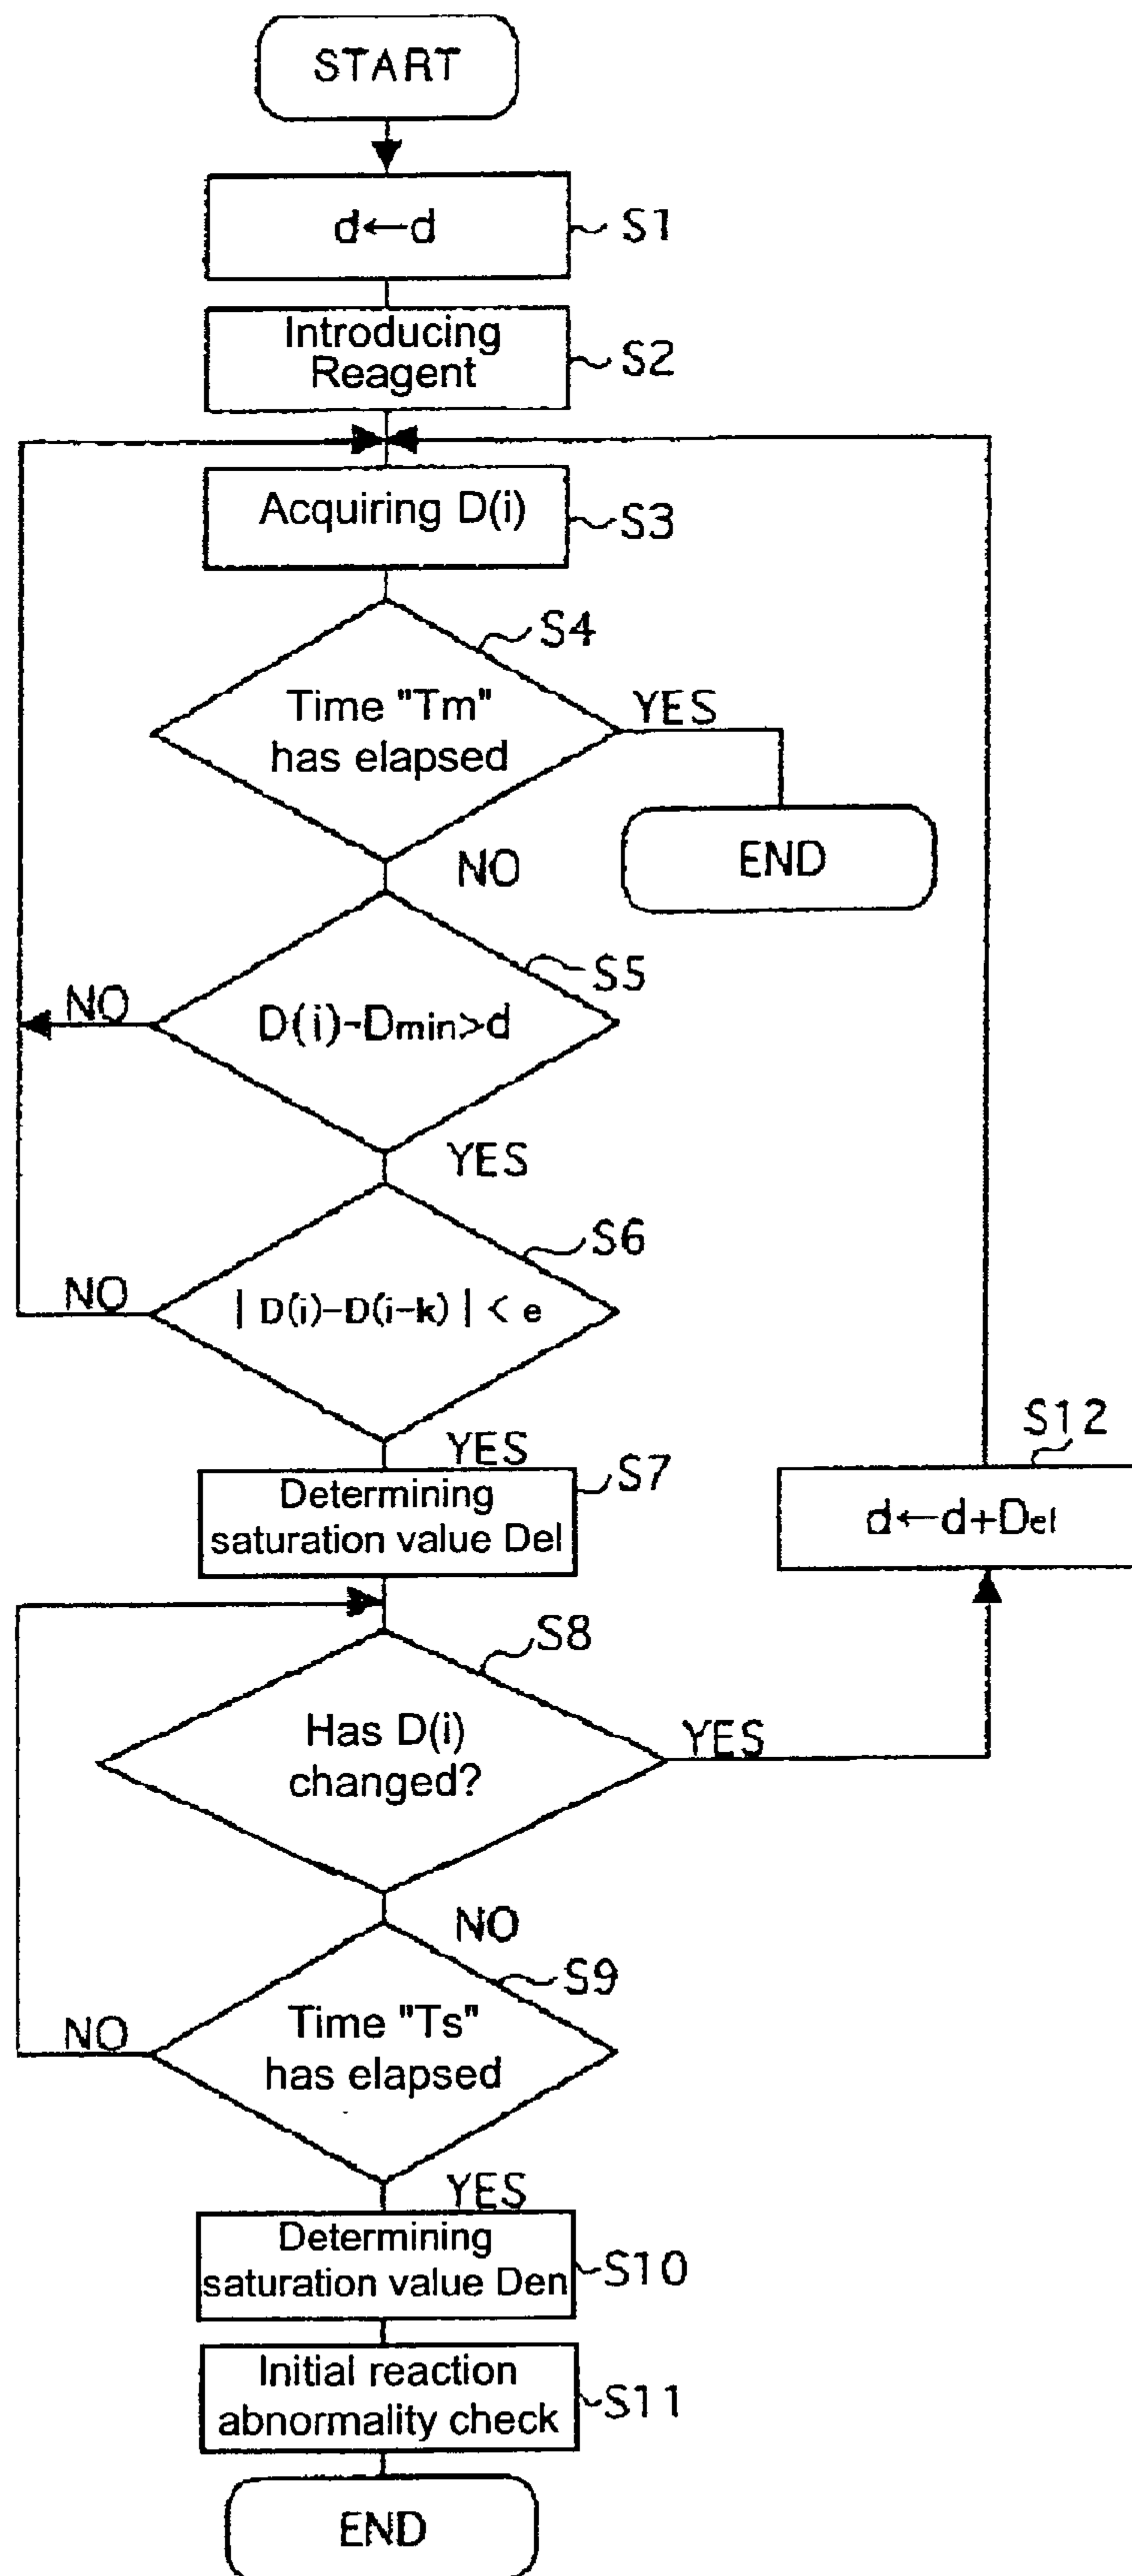 START
d←d
S1
Introducing
Reagent
S2
Acquiring D(i)
S3
S4
Time "Tm"
has elapsed
YES
END
NO
S5
NO
D(i)-Dmin>d
YES
S6
NO
| D(i)-D(i-k) | < e
YES
S7
Determining
saturation value Del
S12
d←d+Del
S8
Has D(i)
changed?
YES
NO
S9
NO
Time "Ts"
has elapsed
YES
Determining
saturation value Den
S10
Initial reaction
abnormality check
S11
END